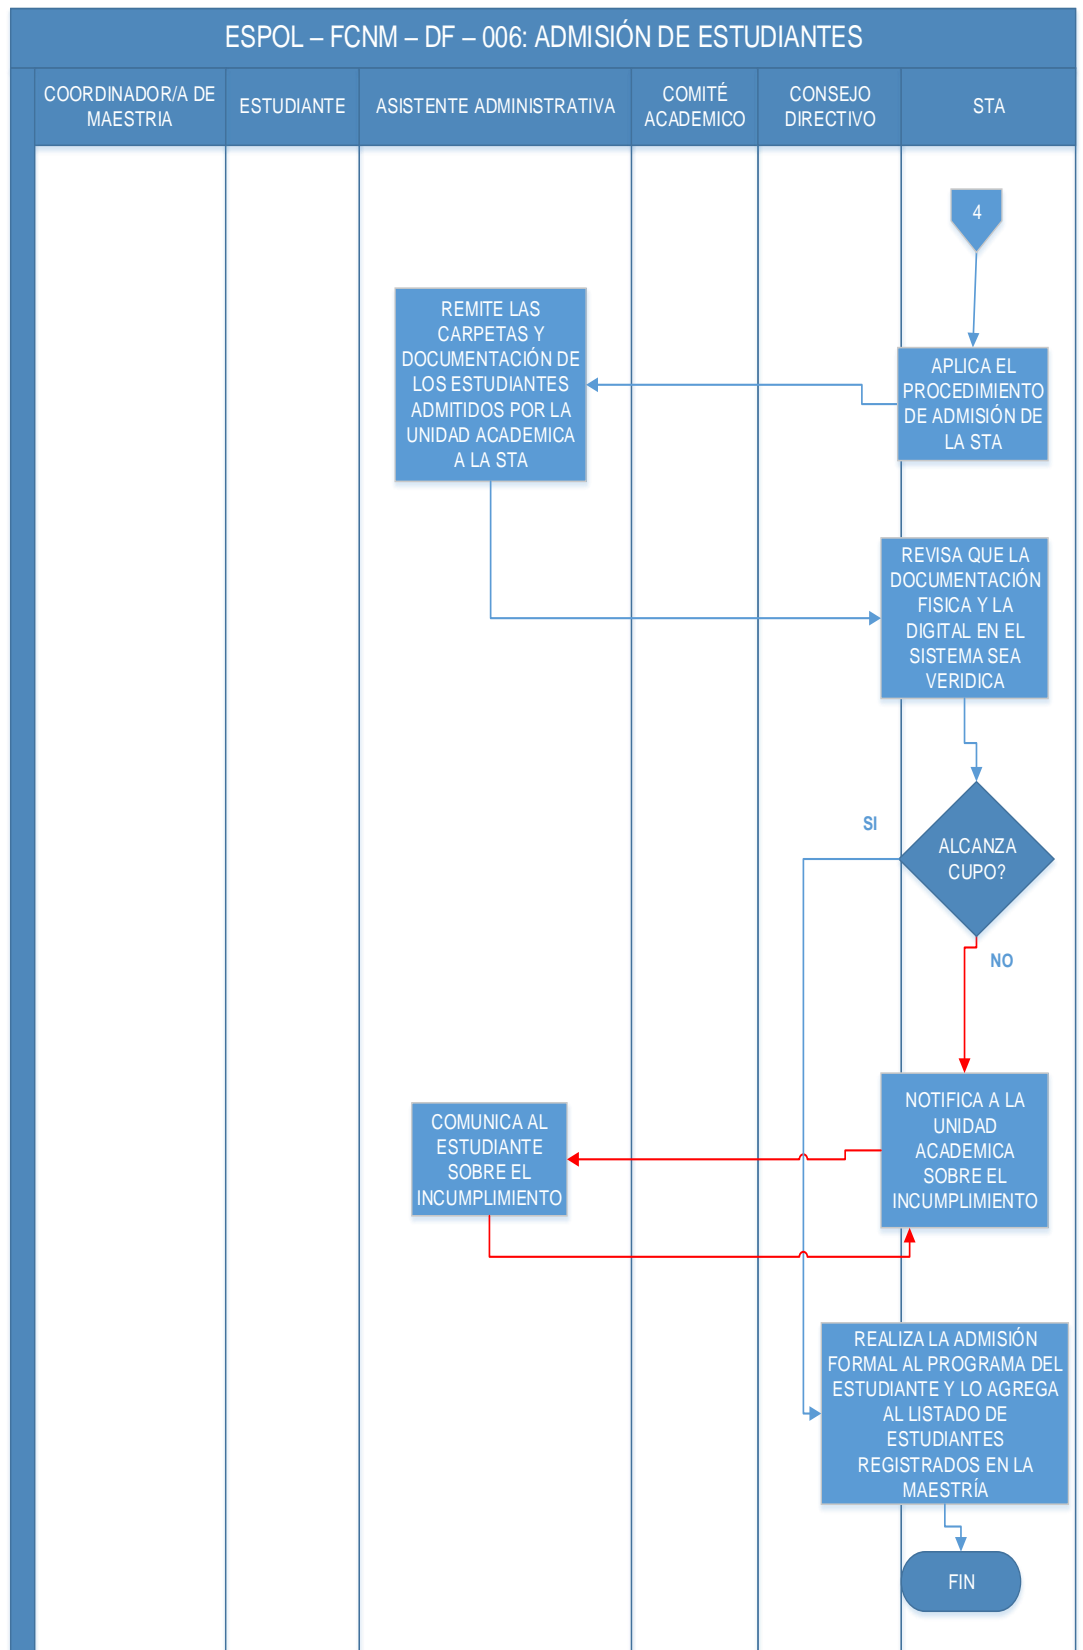 ESPOL – FCNM – DF – 006: ADMISIÓN DE ESTUDIANTES
COORDINADOR/A DE
MAESTRIA
ESTUDIANTE
ASISTENTE ADMINISTRATIVA
COMITÉ
ACADEMICO
CONSEJO
DIRECTIVO
STA
4
REMITE LAS
CARPETAS Y
DOCUMENTACIÓN DE
LOS ESTUDIANTES
ADMITIDOS POR LA
UNIDAD ACADEMICA
A LA STA
APLICA EL
PROCEDIMIENTO
DE ADMISIÓN DE
LA STA
REVISA QUE LA
DOCUMENTACIÓN
FISICA Y LA
DIGITAL EN EL
SISTEMA SEA
VERIDICA
SI
ALCANZA
CUPO?
NO
COMUNICA AL
ESTUDIANTE
SOBRE EL
INCUMPLIMIENTO
NOTIFICA A LA
UNIDAD
ACADEMICA
SOBRE EL
INCUMPLIMIENTO
REALIZA LA ADMISIÓN
FORMAL AL PROGRAMA DEL
ESTUDIANTE Y LO AGREGA
AL LISTADO DE
ESTUDIANTES
REGISTRADOS EN LA
MAESTRÍA
FIN